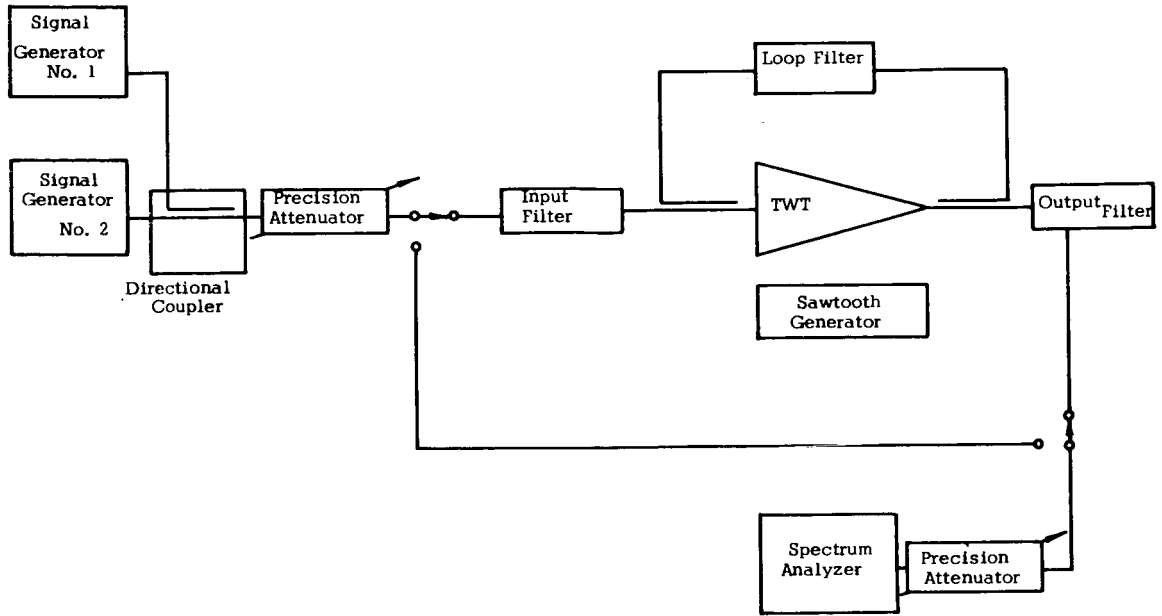 Signal
Generator
No. 1
Loop Filter
Signal
Generator
No. 2
Precision
Attenuator
Input
Filter
TWT
Output Filter
Directional
Coupler
Sawtooth
Generator
Spectrum
Analyzer
Precision
Attenuator